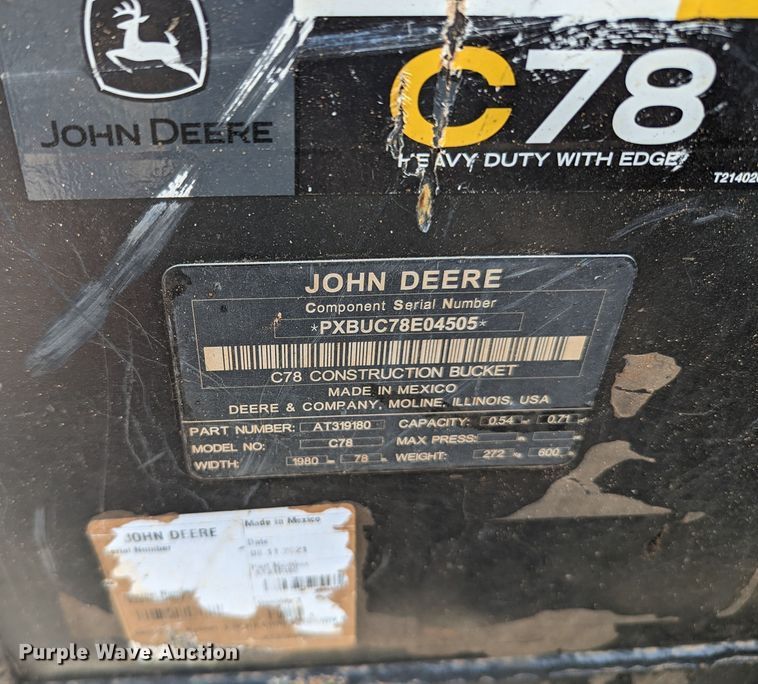 JOHN DEERE
C78
HEAVY DUTY WITH EDGE
JOHN DEERE
Component Serial Number
*PXBUC78E04505*
C78 CONSTRUCTION BUCKET
MADE IN MEXICO
DEERE & COMPANY, MOLINE, ILLINOIS, USA
PART NUMBER: AT319180 CAPACITY: 0.54 0.71
MODEL NO: C78 MAX PRESS:
WIDTH: 1980 78 WEIGHT: 272 600
JOHN DEERE Made in Mexico
Serial Number Date
Purple Wave Auction